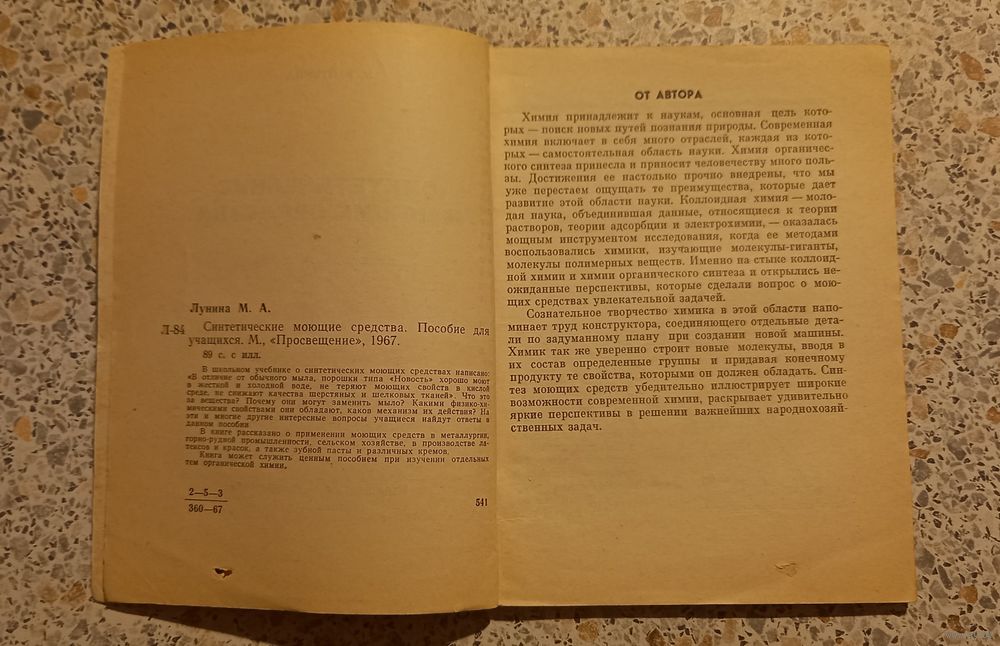 Лунина М. А.
Л-84 Синтетические моющие средства. Пособие для
учащихся. М., «Просвещение», 1967.
89 с. с илл.
В школьном учебнике о синтетических моющих средствах написано:
«В отличие от обычного мыла, порошки типа «Новость» хорошо моют
в жесткой и холодной воде, не теряют моющих свойств в кислой
среде, не снижают качества шерстяных и шелковых тканей». Что это
за вещества? Почему они могут заменить мыло? Какими физико-хи-
мическими свойствами они обладают, каков механизм их действия? На
эти и многие другие интересные вопросы учащиеся найдут ответы в
данном пособии
В книге рассказано о применении моющих средств в металлургии,
горно-рудной промышленности, сельском хозяйстве, в производстве ла-
тексов и красок, а также зубной пасты и различных кремов.
Книга может служить ценным пособием при изучении отдельных
тем органической химии.
2—5—3
360—67
541
ОТ АВТОРА
Химия принадлежит к наукам, основная цель кото-
рых — поиск новых путей познания природы. Современная
химия включает в себя много отраслей, каждая из кото-
рых — самостоятельная область науки. Химия органичес-
кого синтеза принесла и приносит человечеству много поль-
зы. Достижения ее настолько прочно внедрены, что мы
уже перестаем ощущать те преимущества, которые дает
развитие этой области науки. Коллоидная химия — моло-
дая наука, объединившая данные, относящиеся к теории
растворов, теории адсорбции и электрохимии, — оказалась
мощным инструментом исследования, когда ее методами
воспользовались химики, изучающие молекулы-гиганты,
молекулы полимерных веществ. Именно на стыке коллоид-
ной химии и химии органического синтеза и открылись не-
ожиданные перспективы, которые сделали вопрос о мою-
щих средствах увлекательной задачей.
Сознательное творчество химика в этой области напо-
минает труд конструктора, соединяющего отдельные дета-
ли по задуманному плану при создании новой машины.
Химик так же уверенно строит новые молекулы, вводя в
их состав определенные группы и придавая конечному
продукту те свойства, которыми он должен обладать. Син-
тез моющих средств убедительно иллюстрирует широкие
возможности современной химии, раскрывает удивительно
яркие перспективы в решении важнейших народнохозяй-
ственных задач.